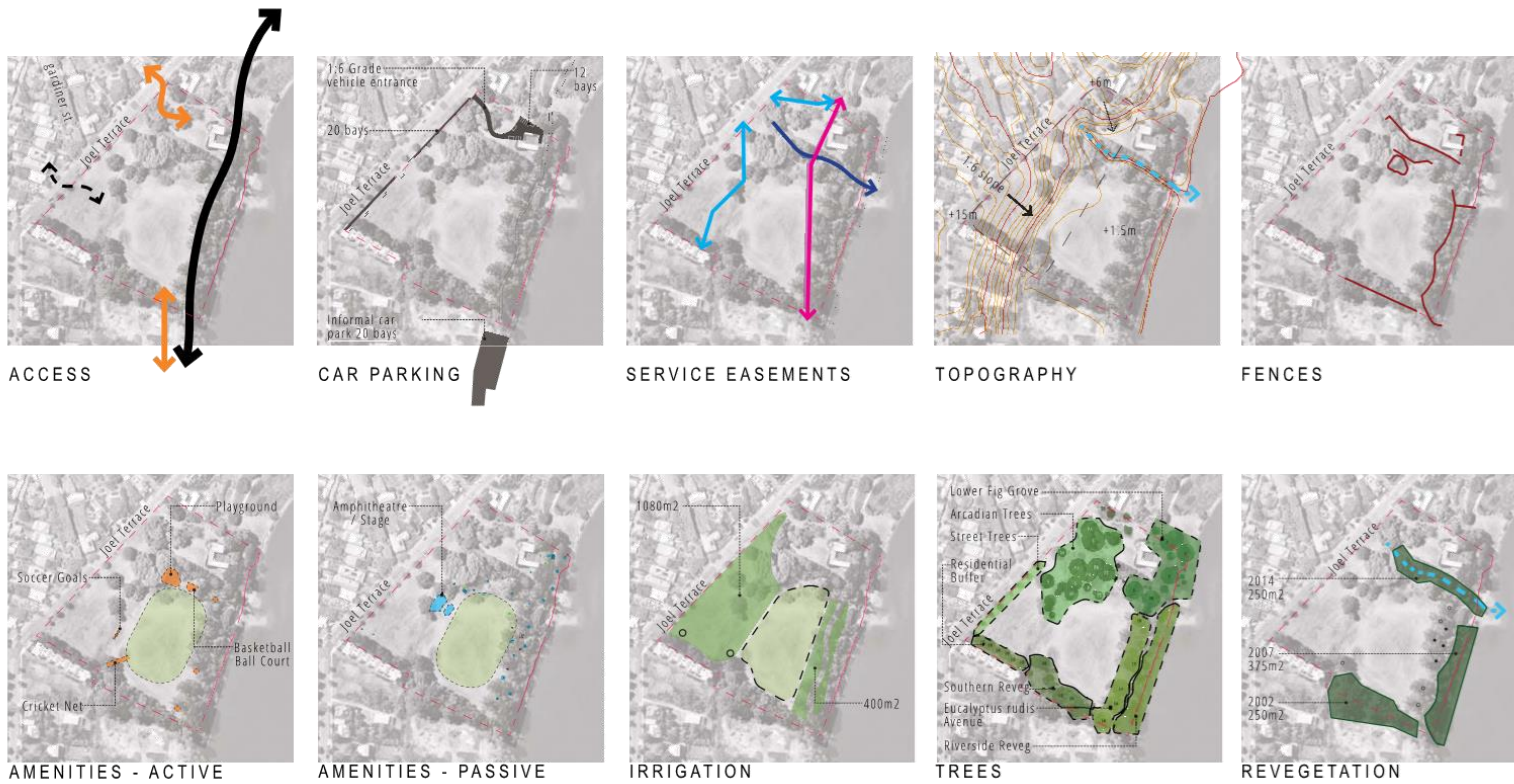 gardiner st.
Joel Terrace
ACCESS
1:6 Grade
vehicle entrance
12
bays
20 bays
Joel Terrace
Informal car
park 20 bays
CAR PARKING
Joel Terrace
SERVICE EASEMENTS
+6m
Joel Terrace
1:6 slope
+15m
+1.5m
TOPOGRAPHY
Joel Terrace
FENCES
Playground
Joel Terrace
Soccer Goals
Basketball
Ball Court
Cricket Net
AMENITIES - ACTIVE
Amphitheatre
/ Stage
Joel Terrace
AMENITIES - PASSIVE
1080m2
Joel Terrace
400m2
IRRIGATION
Lower Fig Grove
Arcadian Trees
Street Trees
Residential
Buffer
Joel Terrace
Southern Reveg
Eucalyptus rudis
Avenue
Riverside Reveg
TREES
Joel Terrace
2014
250m2
2007
375m2
2002
250m2
REVEGETATION